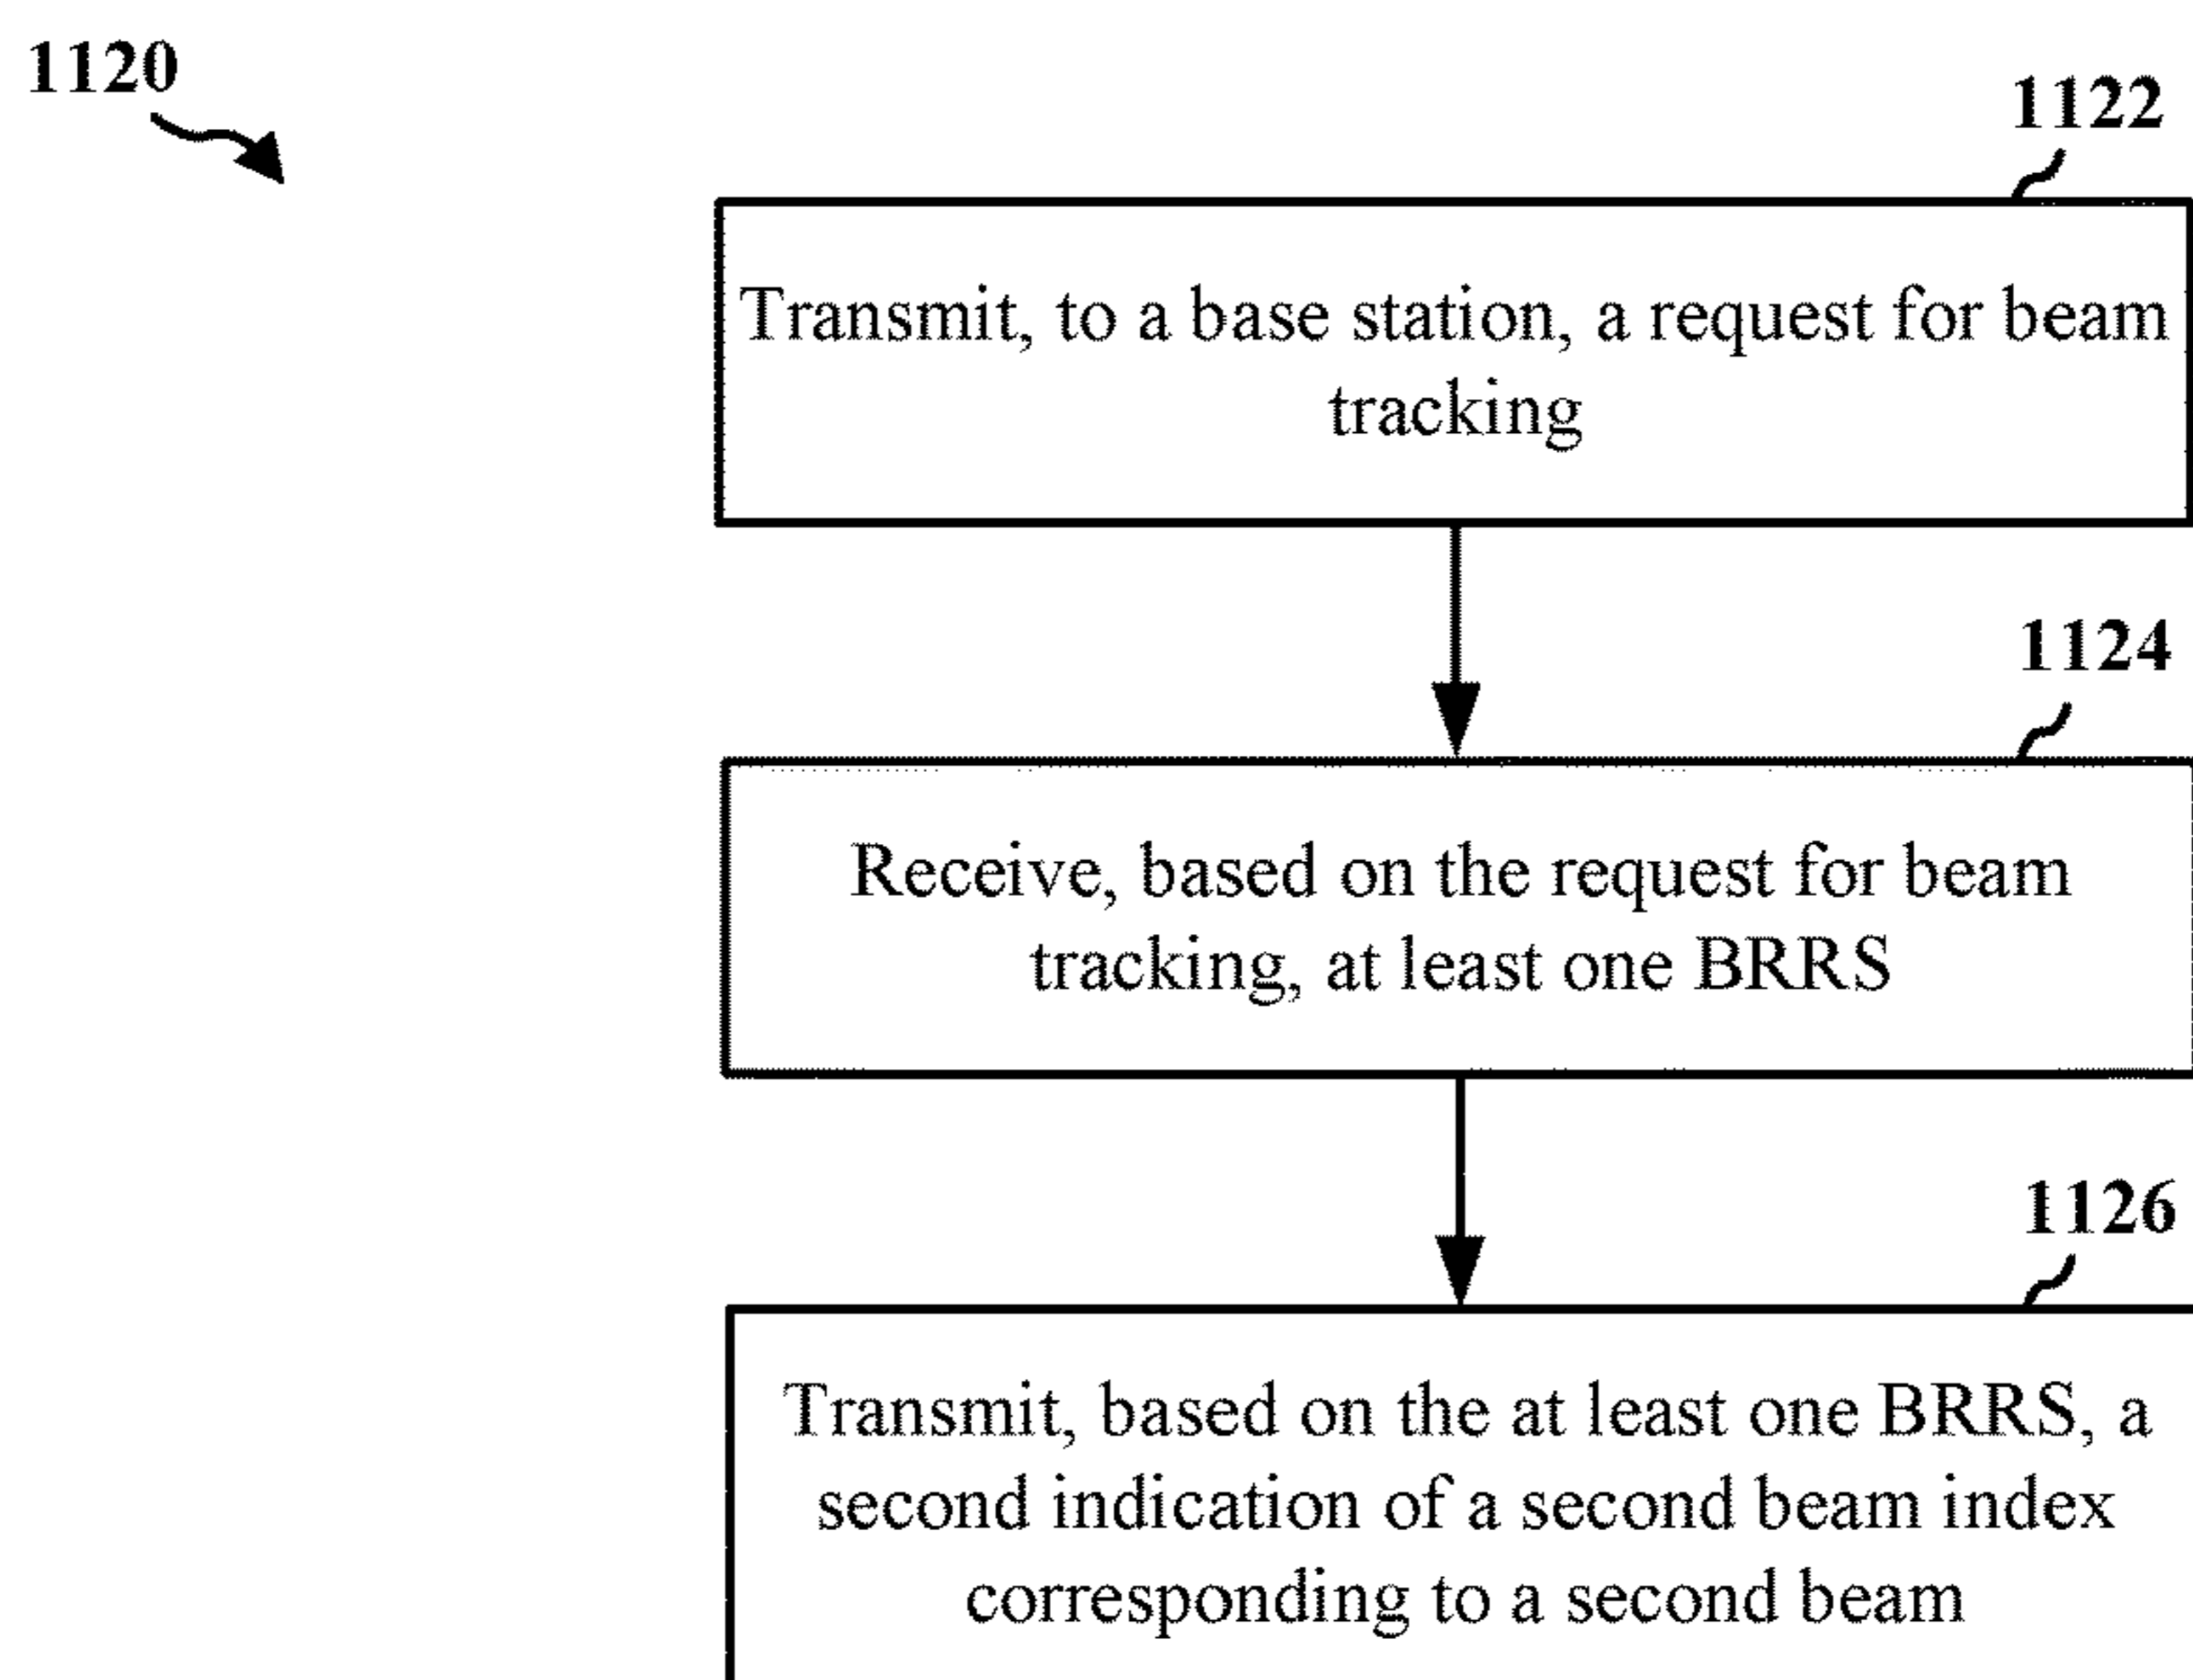 1120
1122
Transmit, to a base station, a request for beam
tracking
1124
Receive, based on the request for beam
tracking, at least one BRRS
1126
Transmit, based on the at least one BRRS, a
second indication of a second beam index
corresponding to a second beam